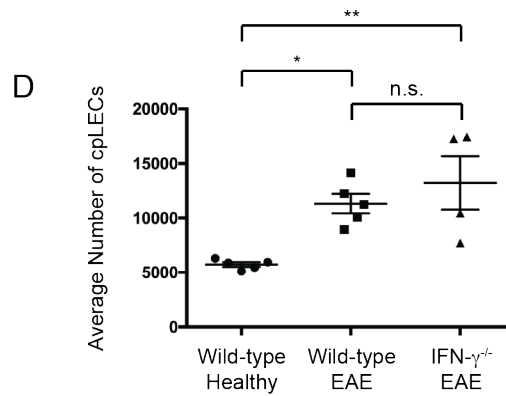 **
*
D
n.s.
Average Number of cpLECs
20000
15000
10000
5000
0
Wild-type
Healthy
Wild-type
EAE
IFN-γ-/-
EAE